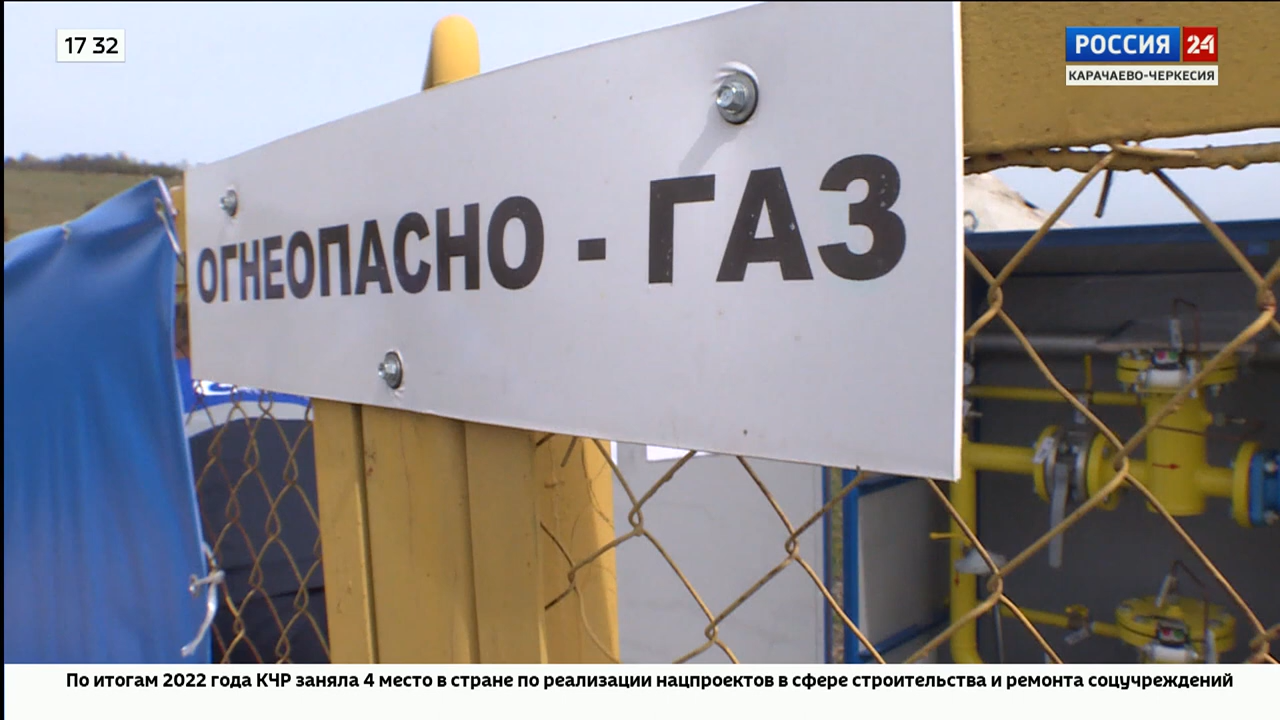 17 32
РОССИЯ 24
КАРАЧАЕВО-ЧЕРКЕСИЯ
ОГНЕОПАСНО - ГАЗ
По итогам 2022 года КЧР заняла 4 место в стране по реализации нацпроектов в сфере строительства и ремонта соцучреждений